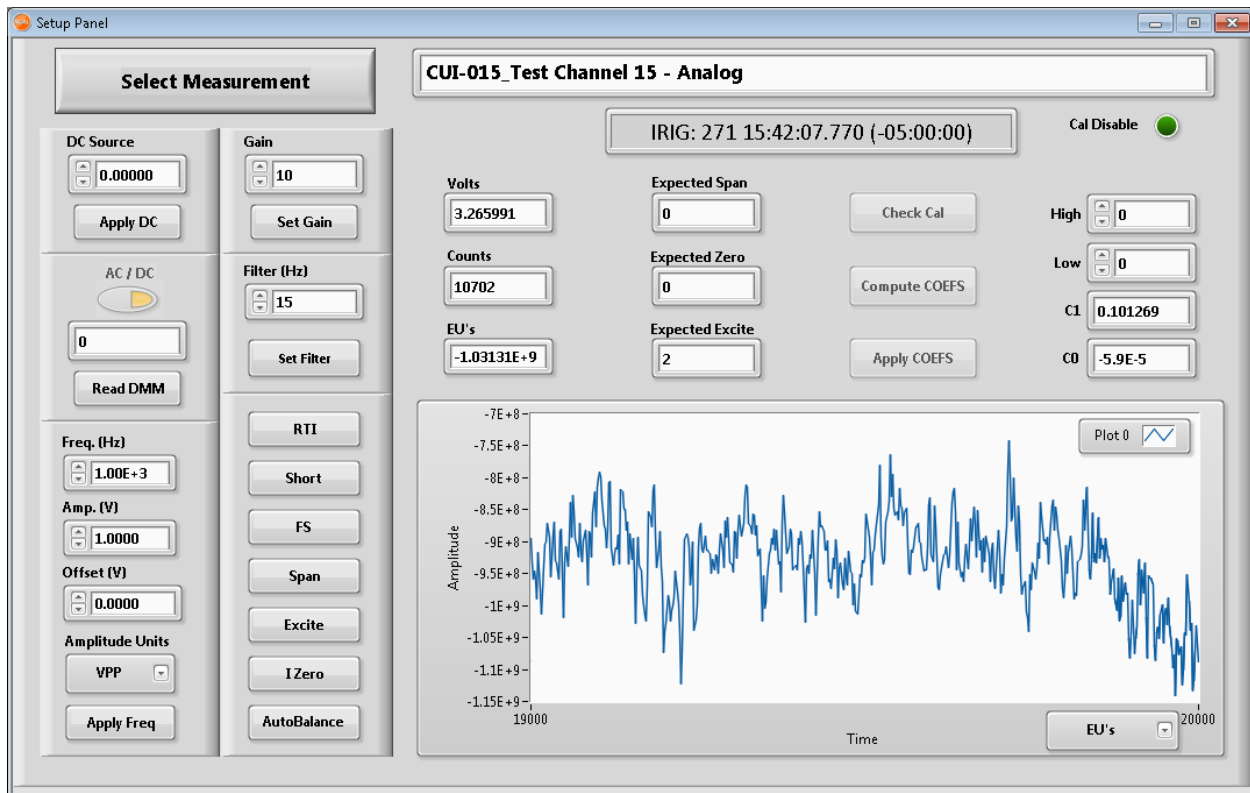 Setup Panel
Select Measurement
CUI-015_Test Channel 15 - Analog
IRIG: 271 15:42:07.770 (-05:00:00)
Cal Disable
DC Source
0.00000
Apply DC
Gain
10
Set Gain
AC / DC
0
Read DMM
Filter (Hz)
15
Set Filter
Freq. (Hz)
1.00E+3
Amp. (V)
1.0000
Offset (V)
0.0000
Amplitude Units
VPP
Apply Freq
RTI
Short
FS
Span
Excite
I Zero
AutoBalance
Volts
3.265991
Counts
10702
EU's
-1.03131E+9
Expected Span
0
Expected Zero
0
Expected Excite
2
Check Cal
Compute COEFS
Apply COEFS
High
0
Low
0
C1
0.101269
C0
-5.9E-5
Plot 0
Amplitude
-7E+8
-7.5E+8
-8E+8
-8.5E+8
-9E+8
-9.5E+8
-1E+9
-1.05E+9
-1.1E+9
-1.15E+9
19000
20000
Time
EU's